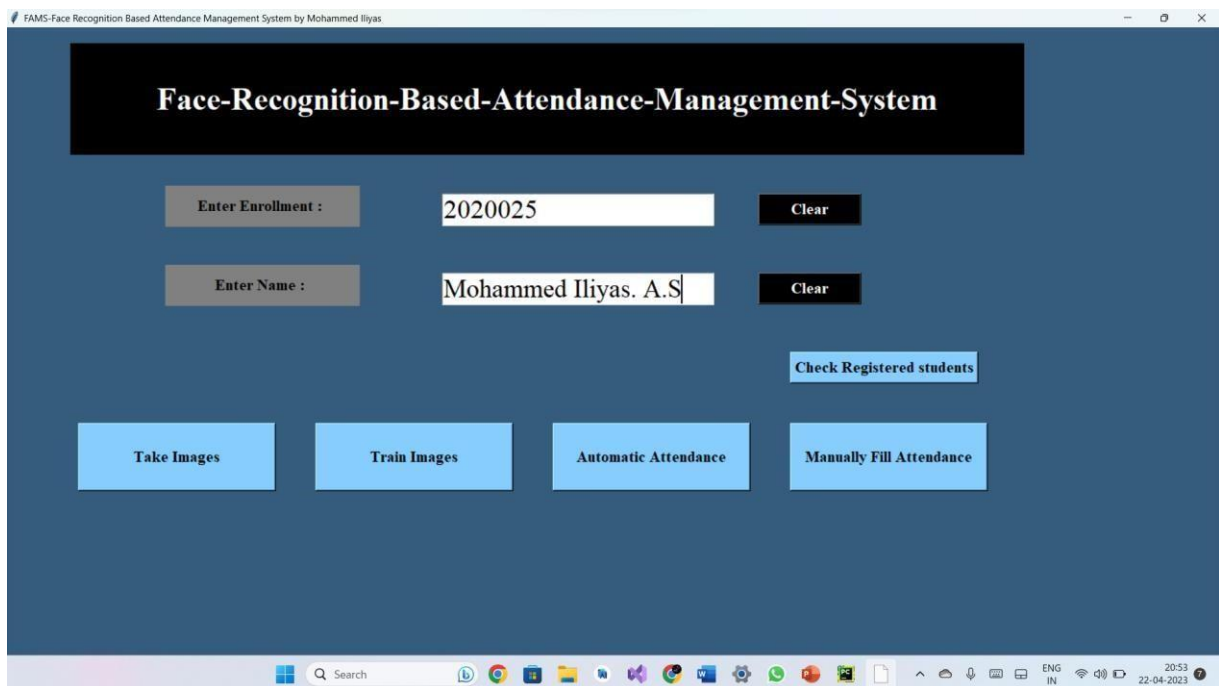 FAMS-Face Recognition Based Attendance Management System by Mohammed Iliyas
Face-Recognition-Based-Attendance-Management-System
Enter Enrollment :
2020025
Clear
Enter Name :
Mohammed Iliyas. A.S
Clear
Check Registered students
Take Images
Train Images
Automatic Attendance
Manually Fill Attendance
Search
ENG
IN
20:53
22-04-2023
7